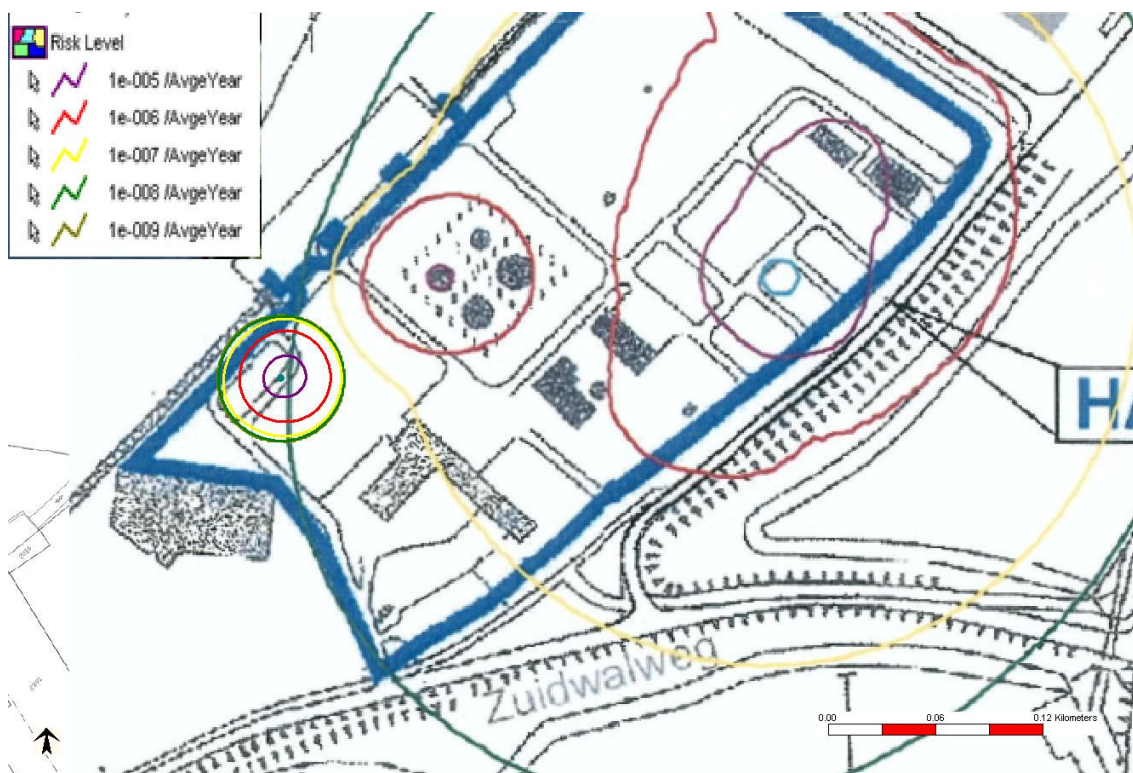 Risk Level
1e-005 /AvgeYear
1e-006 /AvgeYear
1e-007 /AvgeYear
1e-008 /AvgeYear
1e-009 /AvgeYear
HA
Zuidwalweg
0.00 0.06 0.12 Kilometers